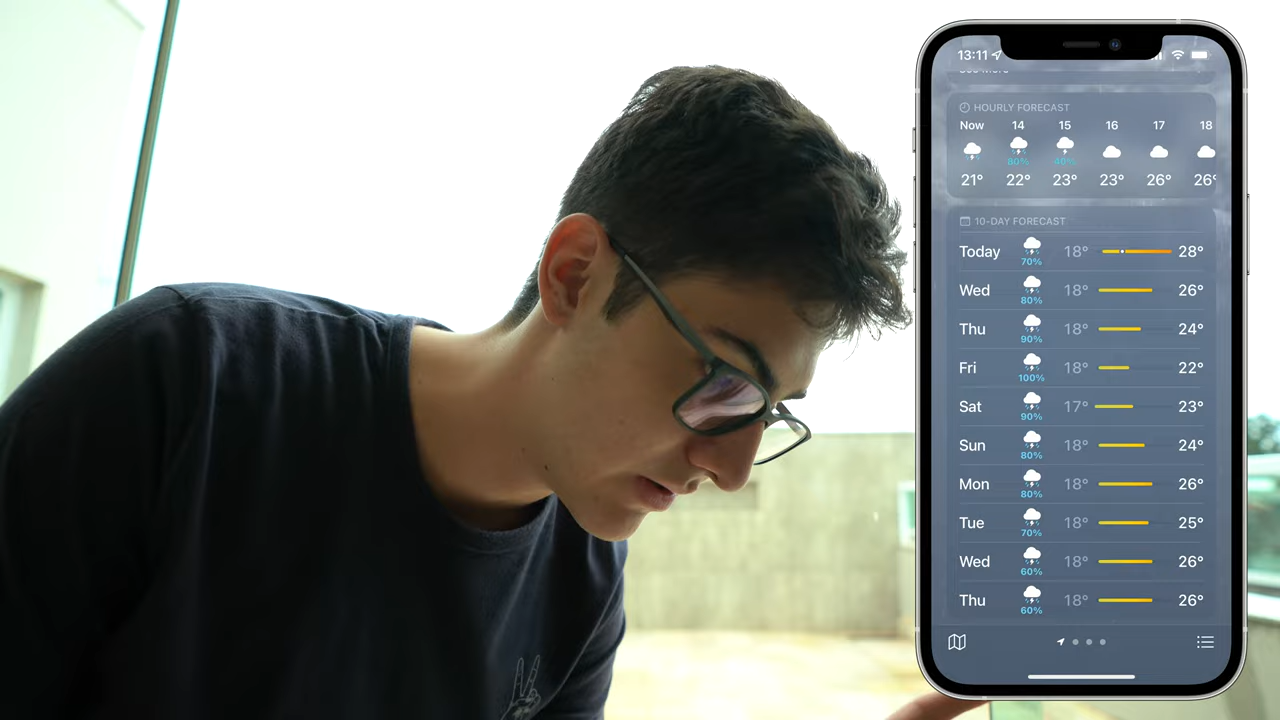 13:11
See More
HOURLY FORECAST
Now 14 15 16 17 18
80% 40%
21° 22° 23° 23° 26° 26°
10-DAY FORECAST
Today 70% 18° 28°
Wed 80% 18° 26°
Thu 90% 18° 24°
Fri 100% 18° 22°
Sat 90% 17° 23°
Sun 80% 18° 24°
Mon 80% 18° 26°
Tue 70% 18° 25°
Wed 60% 18° 26°
Thu 60% 18° 26°